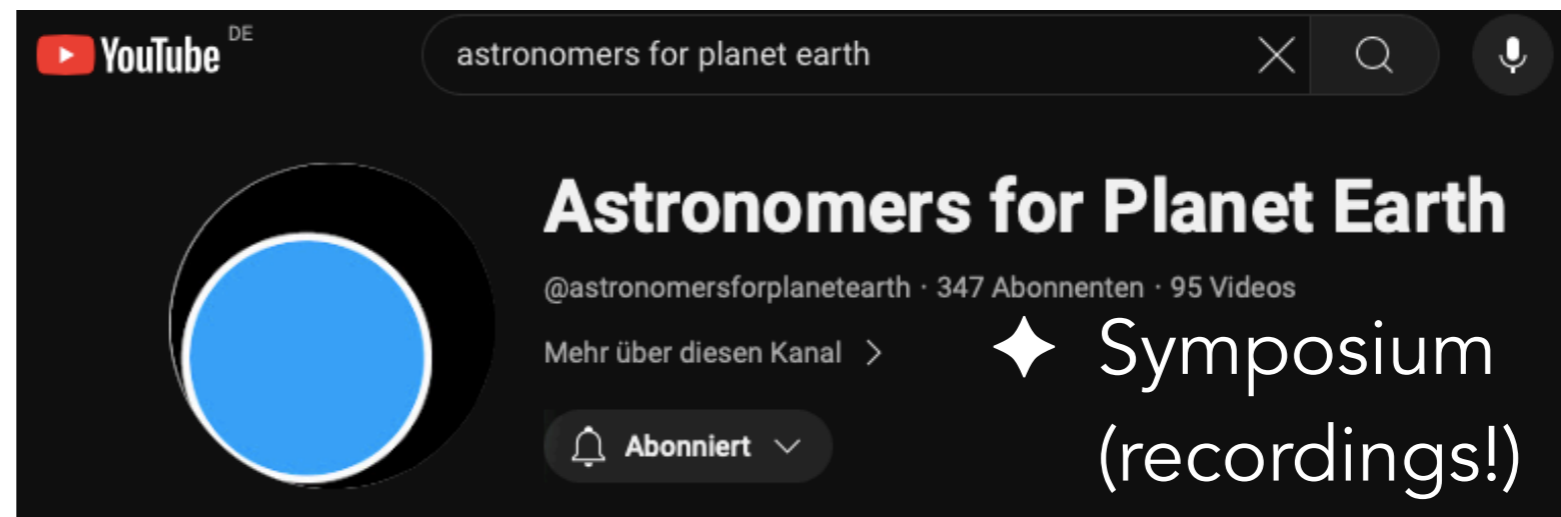 YouTube DE
astronomers for planet earth
Astronomers for Planet Earth
@astronomersforplanetearth · 347 Abonnenten · 95 Videos
Mehr über diesen Kanal
Abonniert
Symposium
(recordings!)